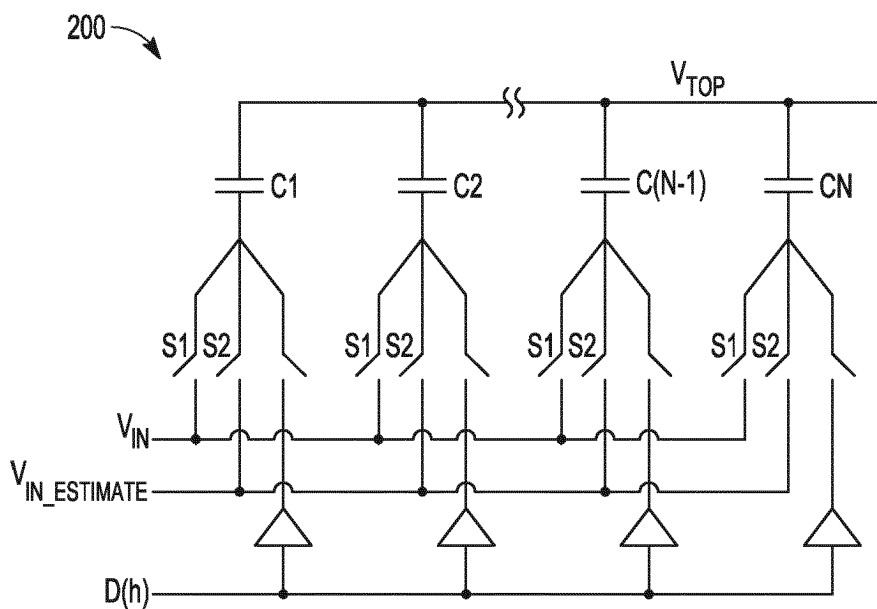 200
V_TOP
C1 C2 C(N-1) CN
S1 S2 S1 S2 S1 S2 S1 S2
V_IN
V_IN_ESTIMATE
D(h)